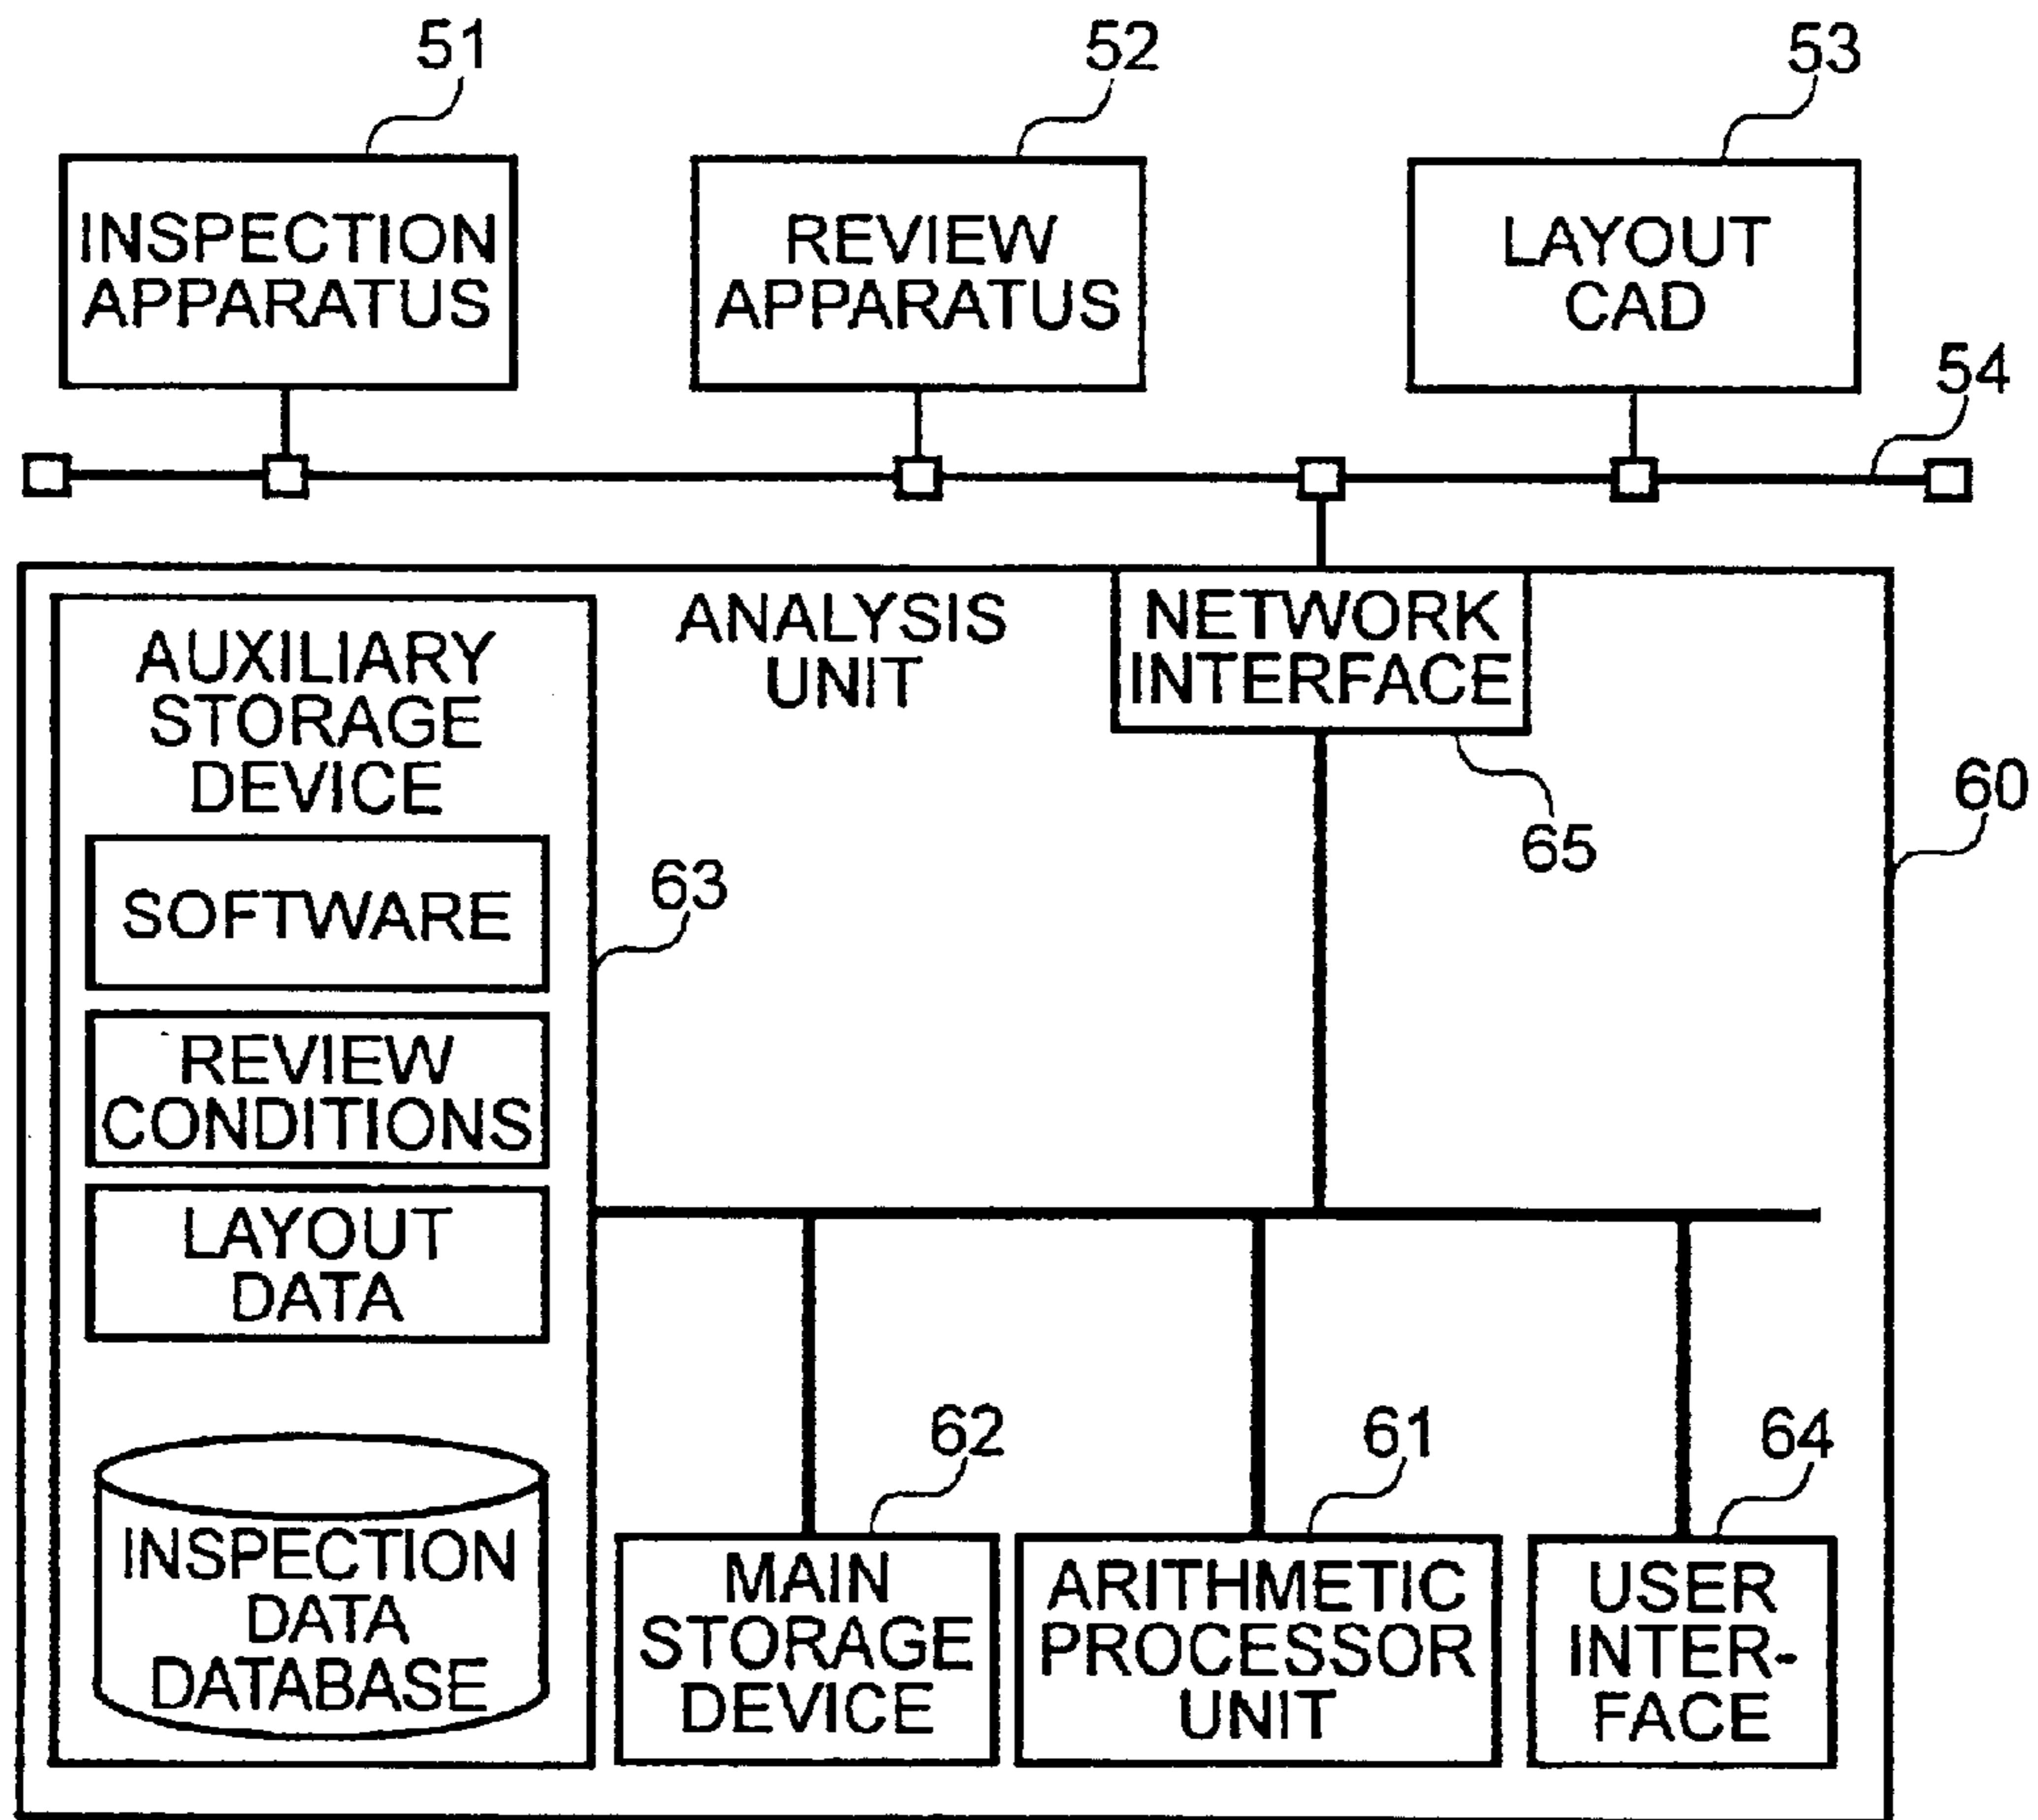 51
52
53
INSPECTION
APPARATUS
REVIEW
APPARATUS
LAYOUT
CAD
54
ANALYSIS
UNIT
NETWORK
INTERFACE
65
60
AUXILIARY
STORAGE
DEVICE
63
SOFTWARE
REVIEW
CONDITIONS
LAYOUT
DATA
INSPECTION
DATA
DATABASE
62
MAIN
STORAGE
DEVICE
61
ARITHMETIC
PROCESSOR
UNIT
64
USER
INTER-
FACE